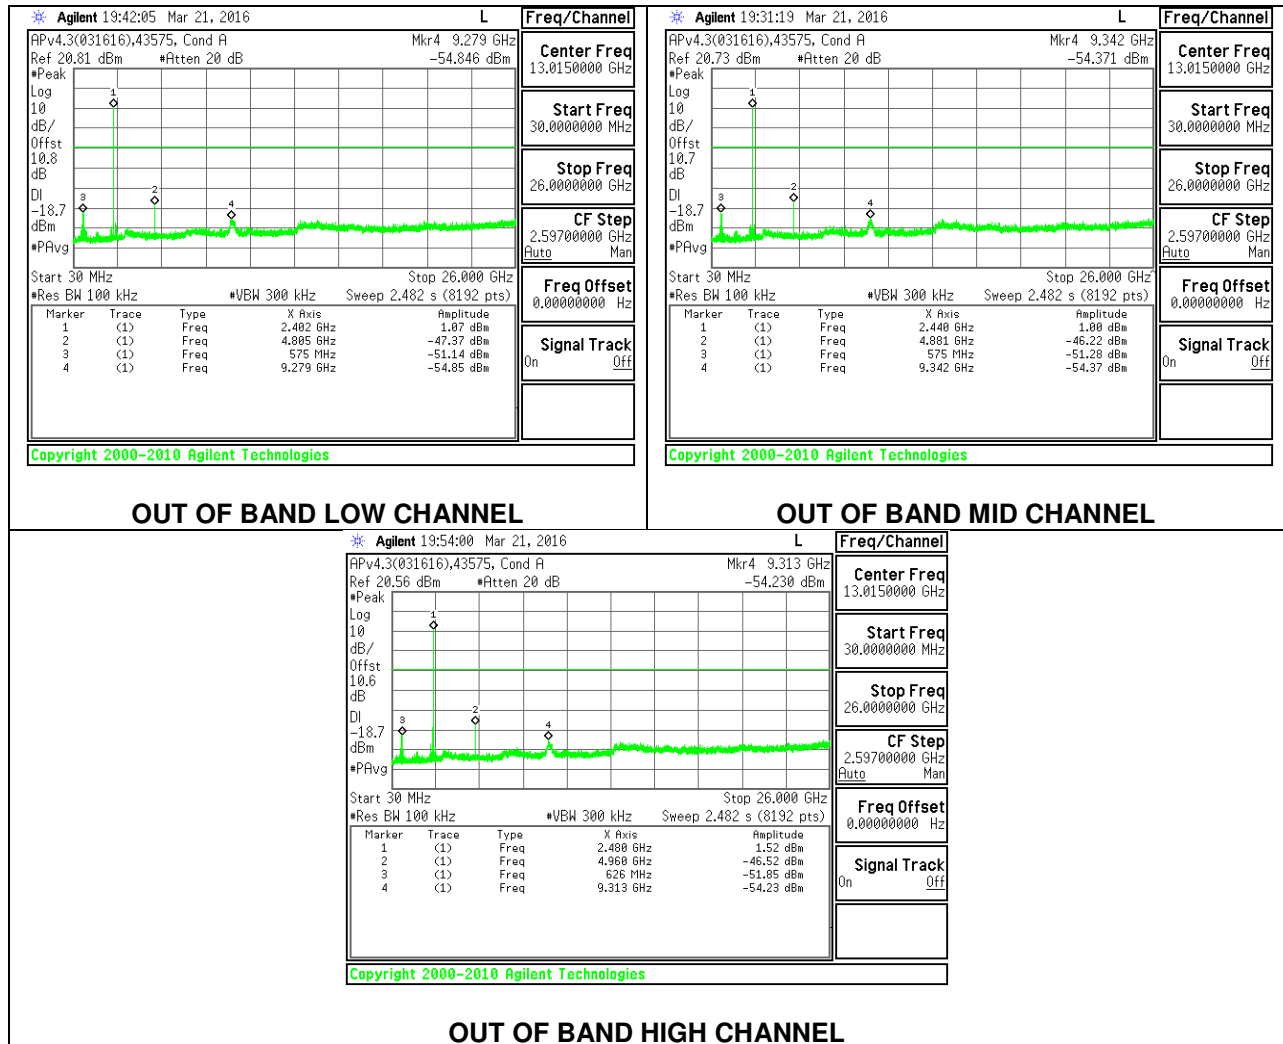 Agilent 19:42:05 Mar 21, 2016 L Freq/Channel
APv4.3(031616),43575, Cond A Mkr4 9.279 GHz
Ref 20.81 dBm #Atten 20 dB -54.846 dBm
#Peak
Log
10
dB/
Offst
10.8
dB
DI
-18.7
dBm
#PAvg
1
2
3
4
Start 30 MHz Stop 26.000 GHz
#Res BW 100 kHz #VBW 300 kHz Sweep 2.482 s (8192 pts)
Marker Trace Type X Axis Amplitude
1 (1) Freq 2.402 GHz 1.07 dBm
2 (1) Freq 4.805 GHz -47.37 dBm
3 (1) Freq 575 MHz -51.14 dBm
4 (1) Freq 9.279 GHz -54.85 dBm
Center Freq
13.0150000 GHz
Start Freq
30.0000000 MHz
Stop Freq
26.0000000 GHz
CF Step
2.59700000 GHz
Auto Man
Freq Offset
0.00000000 Hz
Signal Track
On Off
Copyright 2000-2010 Agilent Technologies
OUT OF BAND LOW CHANNEL
Agilent 19:31:19 Mar 21, 2016 L Freq/Channel
APv4.3(031616),43575, Cond A Mkr4 9.342 GHz
Ref 20.73 dBm #Atten 20 dB -54.371 dBm
#Peak
Log
10
dB/
Offst
10.7
dB
DI
-18.7
dBm
#PAvg
1
2
3
4
Start 30 MHz Stop 26.000 GHz
#Res BW 100 kHz #VBW 300 kHz Sweep 2.482 s (8192 pts)
Marker Trace Type X Axis Amplitude
1 (1) Freq 2.440 GHz 1.00 dBm
2 (1) Freq 4.881 GHz -46.22 dBm
3 (1) Freq 575 MHz -51.28 dBm
4 (1) Freq 9.342 GHz -54.37 dBm
Center Freq
13.0150000 GHz
Start Freq
30.0000000 MHz
Stop Freq
26.0000000 GHz
CF Step
2.59700000 GHz
Auto Man
Freq Offset
0.00000000 Hz
Signal Track
On Off
Copyright 2000-2010 Agilent Technologies
OUT OF BAND MID CHANNEL
Agilent 19:54:00 Mar 21, 2016 L Freq/Channel
APv4.3(031616),43575, Cond A Mkr4 9.313 GHz
Ref 20.56 dBm #Atten 20 dB -54.230 dBm
#Peak
Log
10
dB/
Offst
10.6
dB
DI
-18.7
dBm
#PAvg
1
2
3
4
Start 30 MHz Stop 26.000 GHz
#Res BW 100 kHz #VBW 300 kHz Sweep 2.482 s (8192 pts)
Marker Trace Type X Axis Amplitude
1 (1) Freq 2.480 GHz 1.52 dBm
2 (1) Freq 4.960 GHz -46.52 dBm
3 (1) Freq 626 MHz -51.85 dBm
4 (1) Freq 9.313 GHz -54.23 dBm
Center Freq
13.0150000 GHz
Start Freq
30.0000000 MHz
Stop Freq
26.0000000 GHz
CF Step
2.59700000 GHz
Auto Man
Freq Offset
0.00000000 Hz
Signal Track
On Off
Copyright 2000-2010 Agilent Technologies
OUT OF BAND HIGH CHANNEL